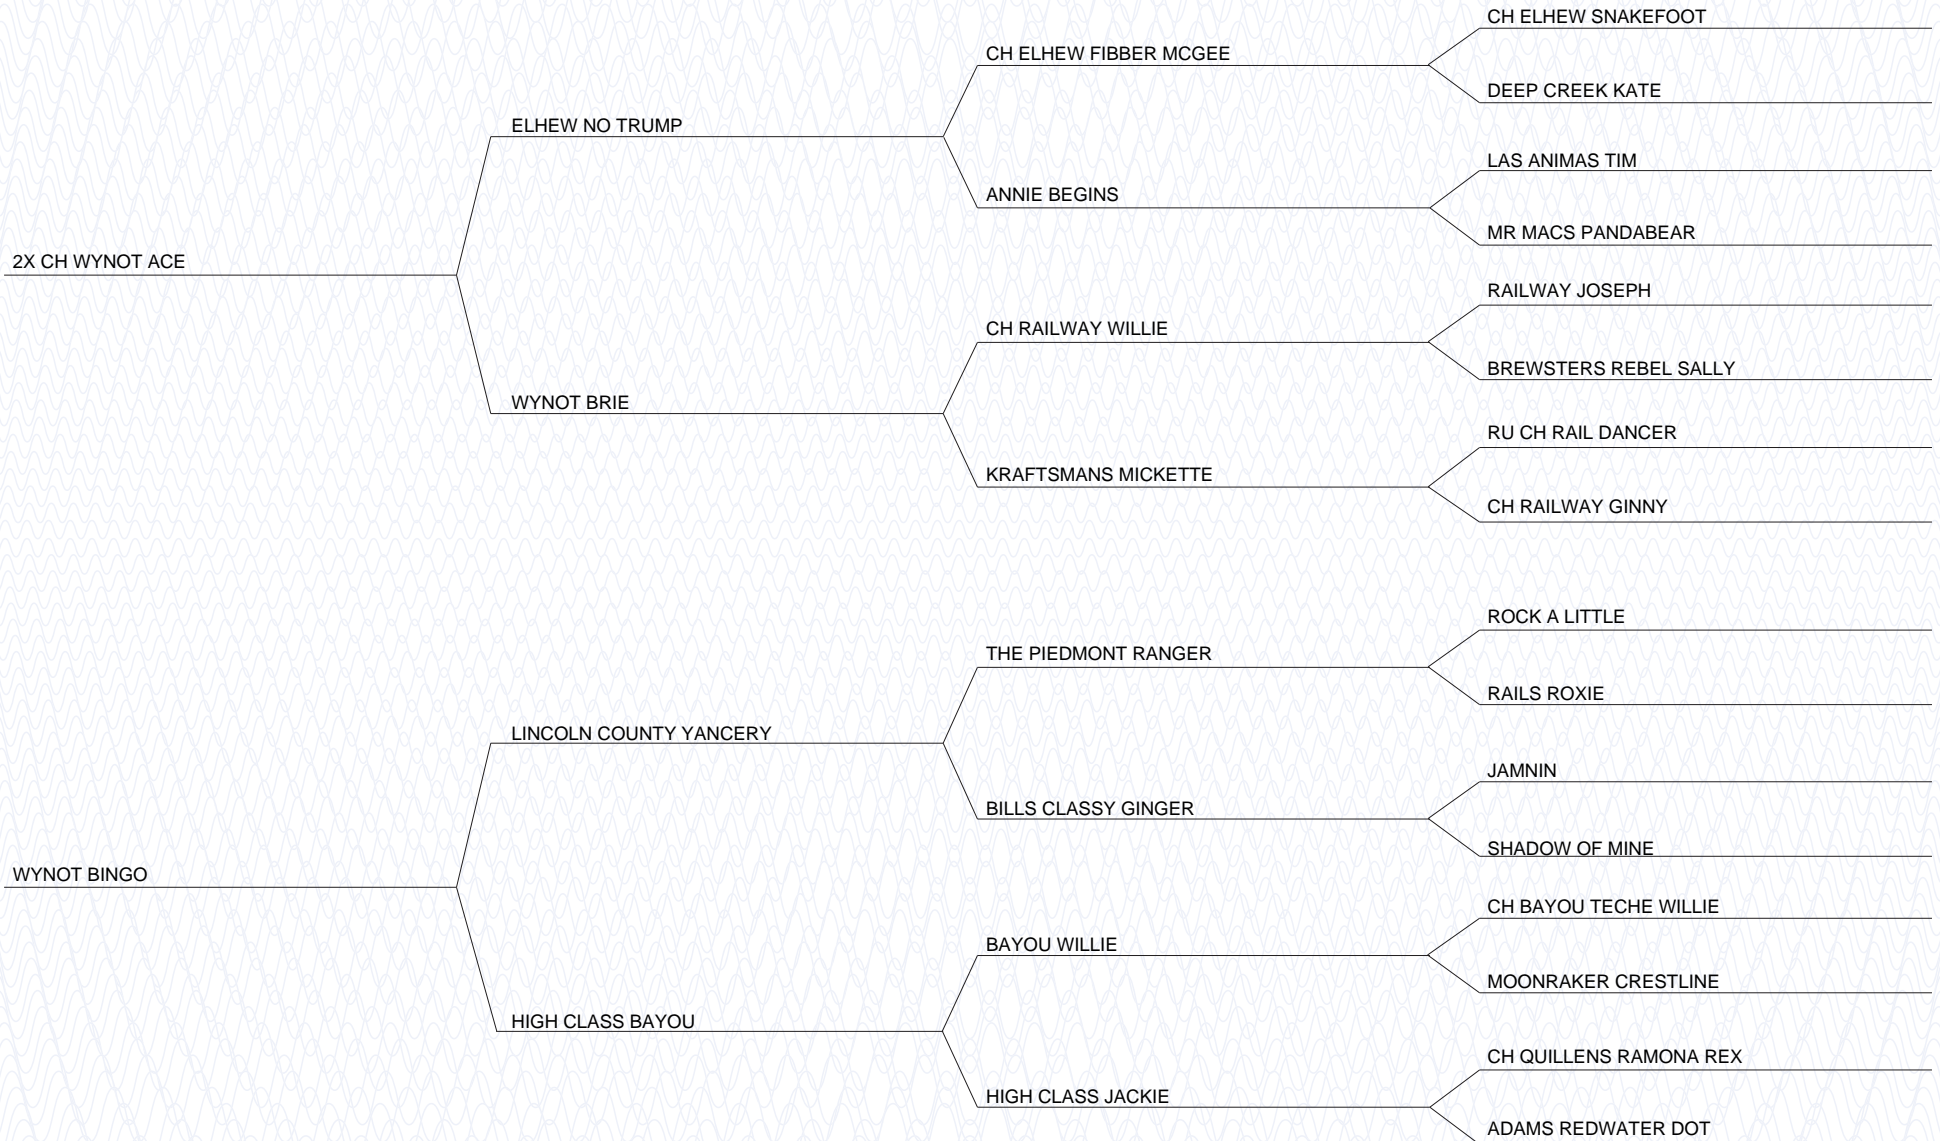 CH ELHEW SNAKEFOOT
CH ELHEW FIBBER MCGEE
DEEP CREEK KATE
ELHEW NO TRUMP
LAS ANIMAS TIM
ANNIE BEGINS
MR MACS PANDABEAR
2X CH WYNOT ACE
RAILWAY JOSEPH
CH RAILWAY WILLIE
BREWSTERS REBEL SALLY
WYNOT BRIE
RU CH RAIL DANCER
KRAFTSMANS MICKETTE
CH RAILWAY GINNY
ROCK A LITTLE
THE PIEDMONT RANGER
RAILS ROXIE
LINCOLN COUNTY YANCERY
JAMNIN
BILLS CLASSY GINGER
SHADOW OF MINE
WYNOT BINGO
CH BAYOU TECHE WILLIE
BAYOU WILLIE
MOONRAKER CRESTLINE
HIGH CLASS BAYOU
CH QUILLENS RAMONA REX
HIGH CLASS JACKIE
ADAMS REDWATER DOT